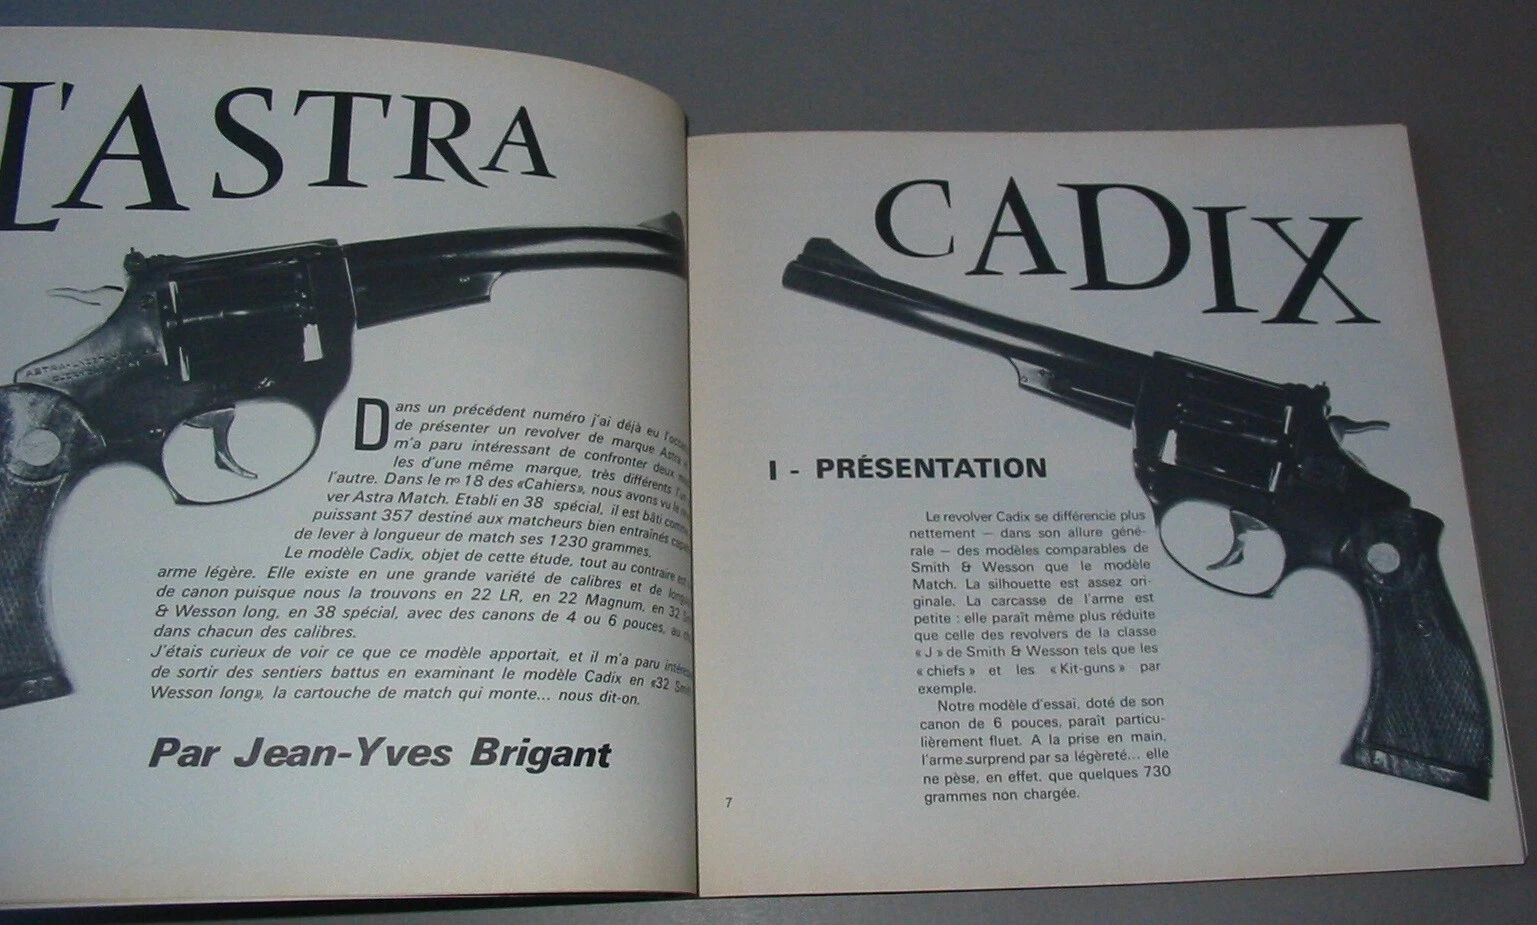 L'ASTRA
Dans un précédent numéro j'ai déjà eu
de présenter un revolver de marque Astra
m'a paru intéressant de confronter deux
les d'une même marque, très différents
l'autre. Dans le nº 18 des «Cahiers», nous avons vu le
ver Astra Match. Etabli en 38 spécial, il est bâti comme
puissant 357 destiné aux matcheurs bien entraînés
de lever à longueur de match ses 1230 grammes.
Le modèle Cadix, objet de cette étude, tout au contraire est
arme légère. Elle existe en une grande variété de calibres et de
de canon puisque nous la trouvons en 22 LR, en 22 Magnum, en 32
& Wesson long, en 38 spécial, avec des canons de 4 ou 6 pouces, au
dans chacun des calibres.
J'étais curieux de voir ce que ce modèle apportait, et il m'a paru
de sortir des sentiers battus en examinant le modèle Cadix en «32
Wesson long», la cartouche de match qui monte... nous dit-on.
Par Jean-Yves Brigant
CADIX
I - PRÉSENTATION
Le revolver Cadix se différencie plus
nettement — dans son allure géné-
rale — des modèles comparables de
Smith & Wesson que le modèle
Match. La silhouette est assez ori-
ginale. La carcasse de l'arme est
petite : elle paraît même plus réduite
que celle des revolvers de la classe
«J» de Smith & Wesson tels que les
«chiefs» et les «Kit-guns» par
exemple.
Notre modèle d'essai, doté de son
canon de 6 pouces, paraît particu-
lièrement fluet. A la prise en main,
l'arme surprend par sa légèreté... elle
ne pèse, en effet, que quelques 730
grammes non chargée.
7